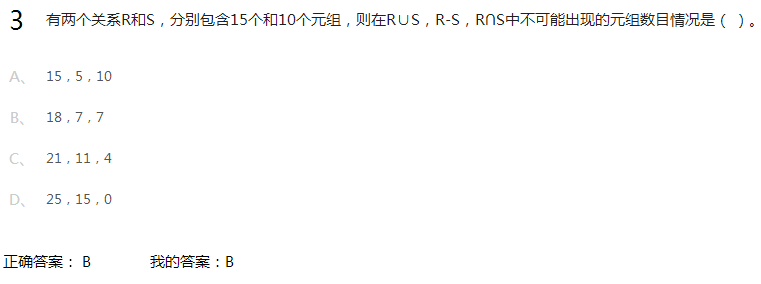 3 有两个关系R和S，分别包含15个和10个元组，则在R∪S，R-S，R∩S中不可能出现的元组数目情况是（ ）。
A、 15，5，10
B、 18，7，7
C、 21，11，4
D、 25，15，0
正确答案： B 我的答案：B